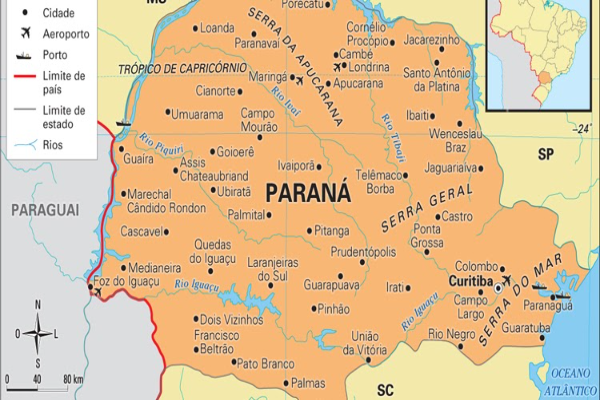 MS
Cidade
Aeroporto
Porto
Limite de
país
Limite de
estado
Rios
Porecatu
Cornélio
Procópio
Jacarezinho
Loanda
Paranavaí
SERRA DA APUCARANA
Cambé
Londrina
TRÓPICO DE CAPRICÓRNIO
Maringá
Apucarana
Santo Antônio
da Platina
Cianorte
Rio Ivaí
Umuarama
Campo
Mourão
Rio Tibaji
Ibaiti
-24°
Wenceslau
Braz
Rio Piquiri
Guaíra
Goioerê
SP
Assis
Chateaubriand
Ivaiporã
Telêmaco
Borba
Jaguariaíva
PARAGUAI
Marechal
Cândido Rondon
Ubiratã
PARANÁ
SERRA GERAL
Palmital
Castro
Cascavel
Pitanga
Ponta
Grossa
Quedas
do Iguaçu
Prudentópolis
Medianeira
Laranjeiras
do Sul
Colombo
SERRA DO MAR
Foz do Iguaçu
Rio Iguaçu
Guarapuava
Irati
Curitiba
Campo
Largo
Paranaguá
Pinhão
Rio Iguaçu
N
O
L
S
Dois Vizinhos
Francisco
Beltrão
União
da Vitória
Rio Negro
Guaratuba
Pato Branco
Palmas
SC
OCEANO
ATLÂNTICO
0 40 80 km